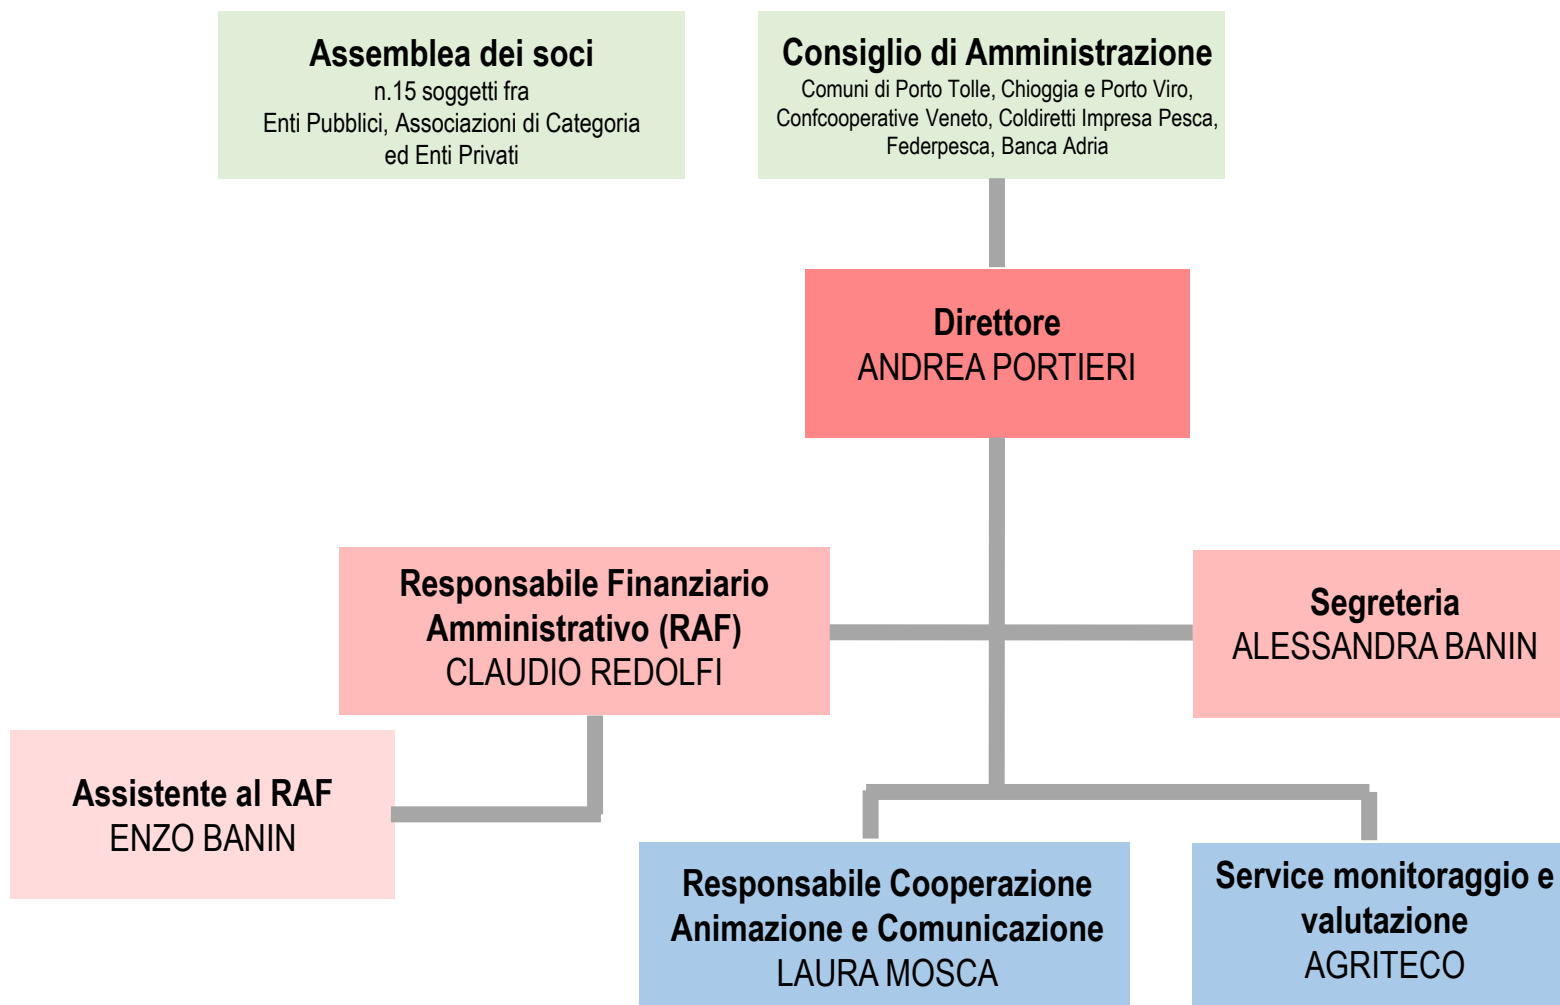 Assemblea dei soci
n.15 soggetti fra
Enti Pubblici, Associazioni di Categoria
ed Enti Privati
Consiglio di Amministrazione
Comuni di Porto Tolle, Chioggia e Porto Viro,
Confcooperative Veneto, Coldiretti Impresa Pesca,
Federpesca, Banca Adria
Direttore
ANDREA PORTIERI
Responsabile Finanziario
Amministrativo (RAF)
CLAUDIO REDOLFI
Segreteria
ALESSANDRA BANIN
Assistente al RAF
ENZO BANIN
Responsabile Cooperazione
Animazione e Comunicazione
LAURA MOSCA
Service monitoraggio e
valutazione
AGRITECO